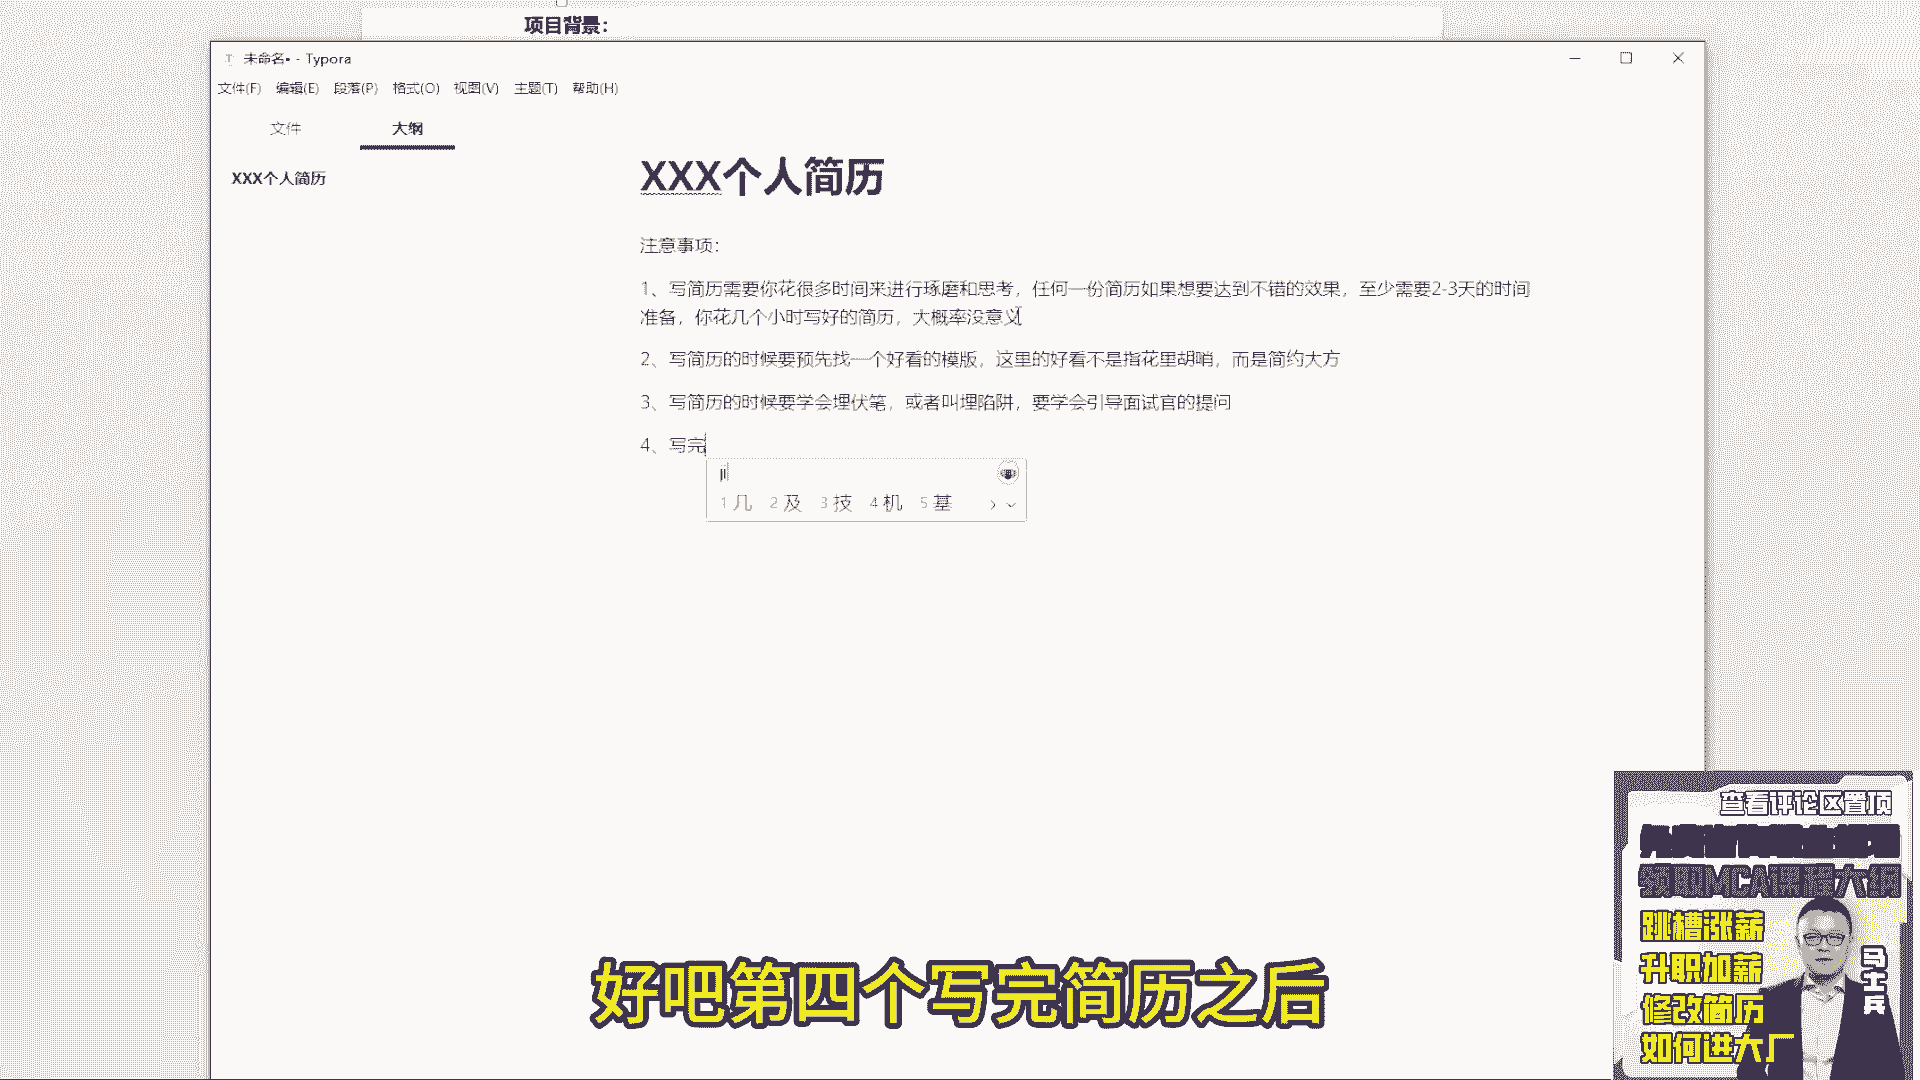 项目背景：
未命名• - Typora
文件(F) 编辑(E) 段落(P) 格式(O) 视图(V) 主题(T) 帮助(H)
文件 大纲
XXX个人简历
XXX个人简历
注意事项：
1、写简历需要你花很多时间来进行琢磨和思考，任何一份简历如果想要达到不错的效果，至少需要2-3天的时间
准备，你花几个小时写好的简历，大概率没意义
2、写简历的时候要预先找一个好看的模版，这里的好看不是指花里胡哨，而是简约大方
3、写简历的时候要学会埋伏笔，或者叫埋陷阱，要学会引导面试官的提问
4、写完
1 几 2 及 3 技 4 机 5 基
好吧第四个写完简历之后
查看评论区置顶
领取MCA课程大纲
跳槽涨薪
升职加薪
修改简历
如何进大厂
马士兵